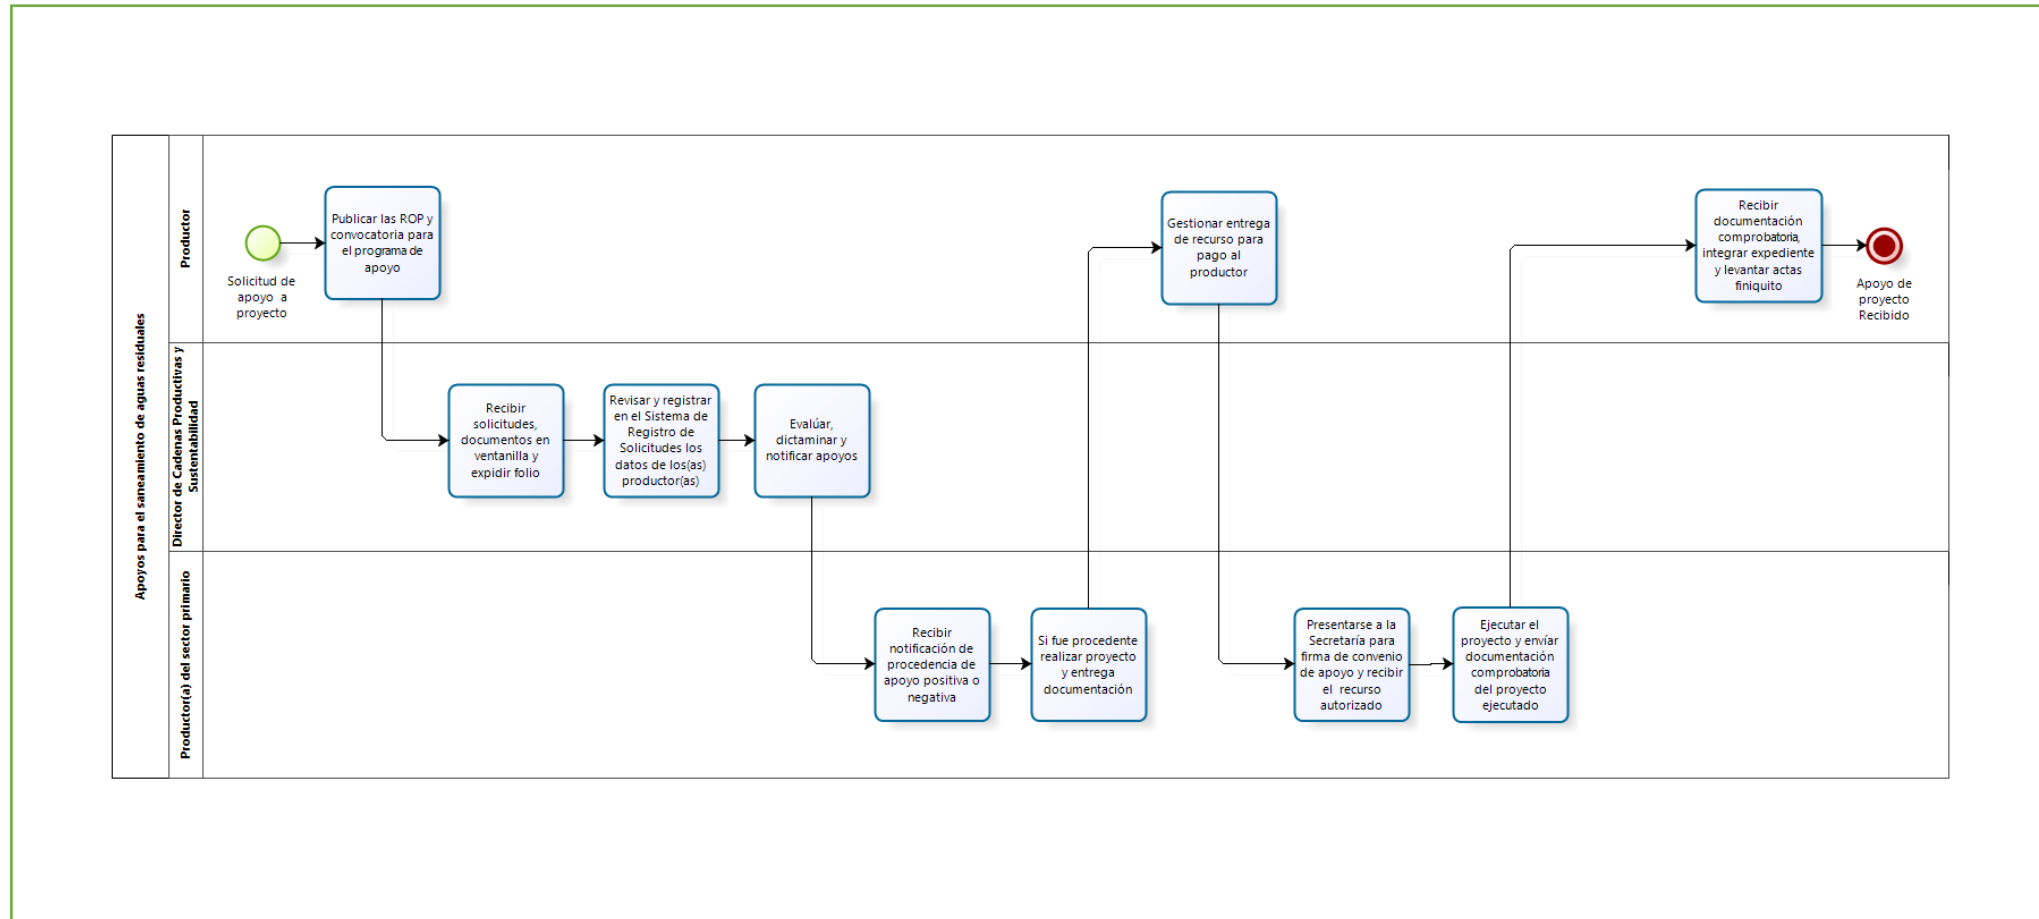 Apoyos para el saneamiento de aguas residuales
Productor
Solicitud de
apoyo a
proyecto
Publicar las ROP y
convocatoria para
el programa de
apoyo
Gestionar entrega
de recurso para
pago al
productor
Recibir
documentación
comprobatoria,
integrar expediente
y levantar actas
finiquito
Apoyo de
proyecto
Recibido
Director de Cadenas Productivas y
Sustentabilidad
Recibir
solicitudes,
documentos en
ventanilla y
expidir folio
Revisar y registrar
en el Sistema de
Registro de
Solicitudes los
datos de los(as)
productor(as)
Evalúar,
dictaminar y
notificar apoyos
Productor(a) del sector primario
Recibir
notificación de
procedencia de
apoyo positiva o
negativa
Si fue procedente
realizar proyecto
y entrega
documentación
Presentarse a la
Secretaría para
firma de convenio
de apoyo y recibir
el recurso
autorizado
Ejecutar el
proyecto y envíar
documentación
comprobatoria
del proyecto
ejecutado